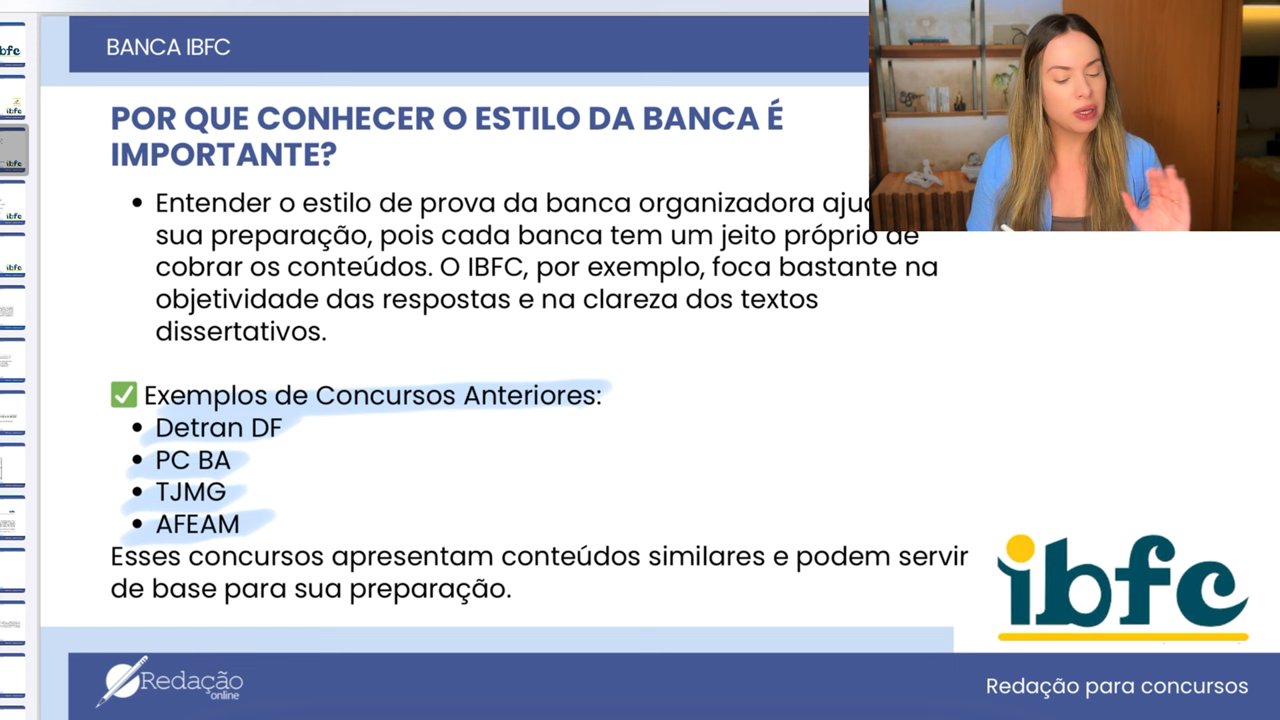 BANCA IBFC
POR QUE CONHECER O ESTILO DA BANCA É
IMPORTANTE?
• Entender o estilo de prova da banca organizadora
sua preparação, pois cada banca tem um jeito próprio de
cobrar os conteúdos. O IBFC, por exemplo, foca bastante na
objetividade das respostas e na clareza dos textos
dissertativos.
✅ Exemplos de Concursos Anteriores:
• Detran DF
• PC BA
• TJMG
• AFEAM
Esses concursos apresentam conteúdos similares e podem servir
de base para sua preparação.
ibfc
Redação
online
Redação para concursos